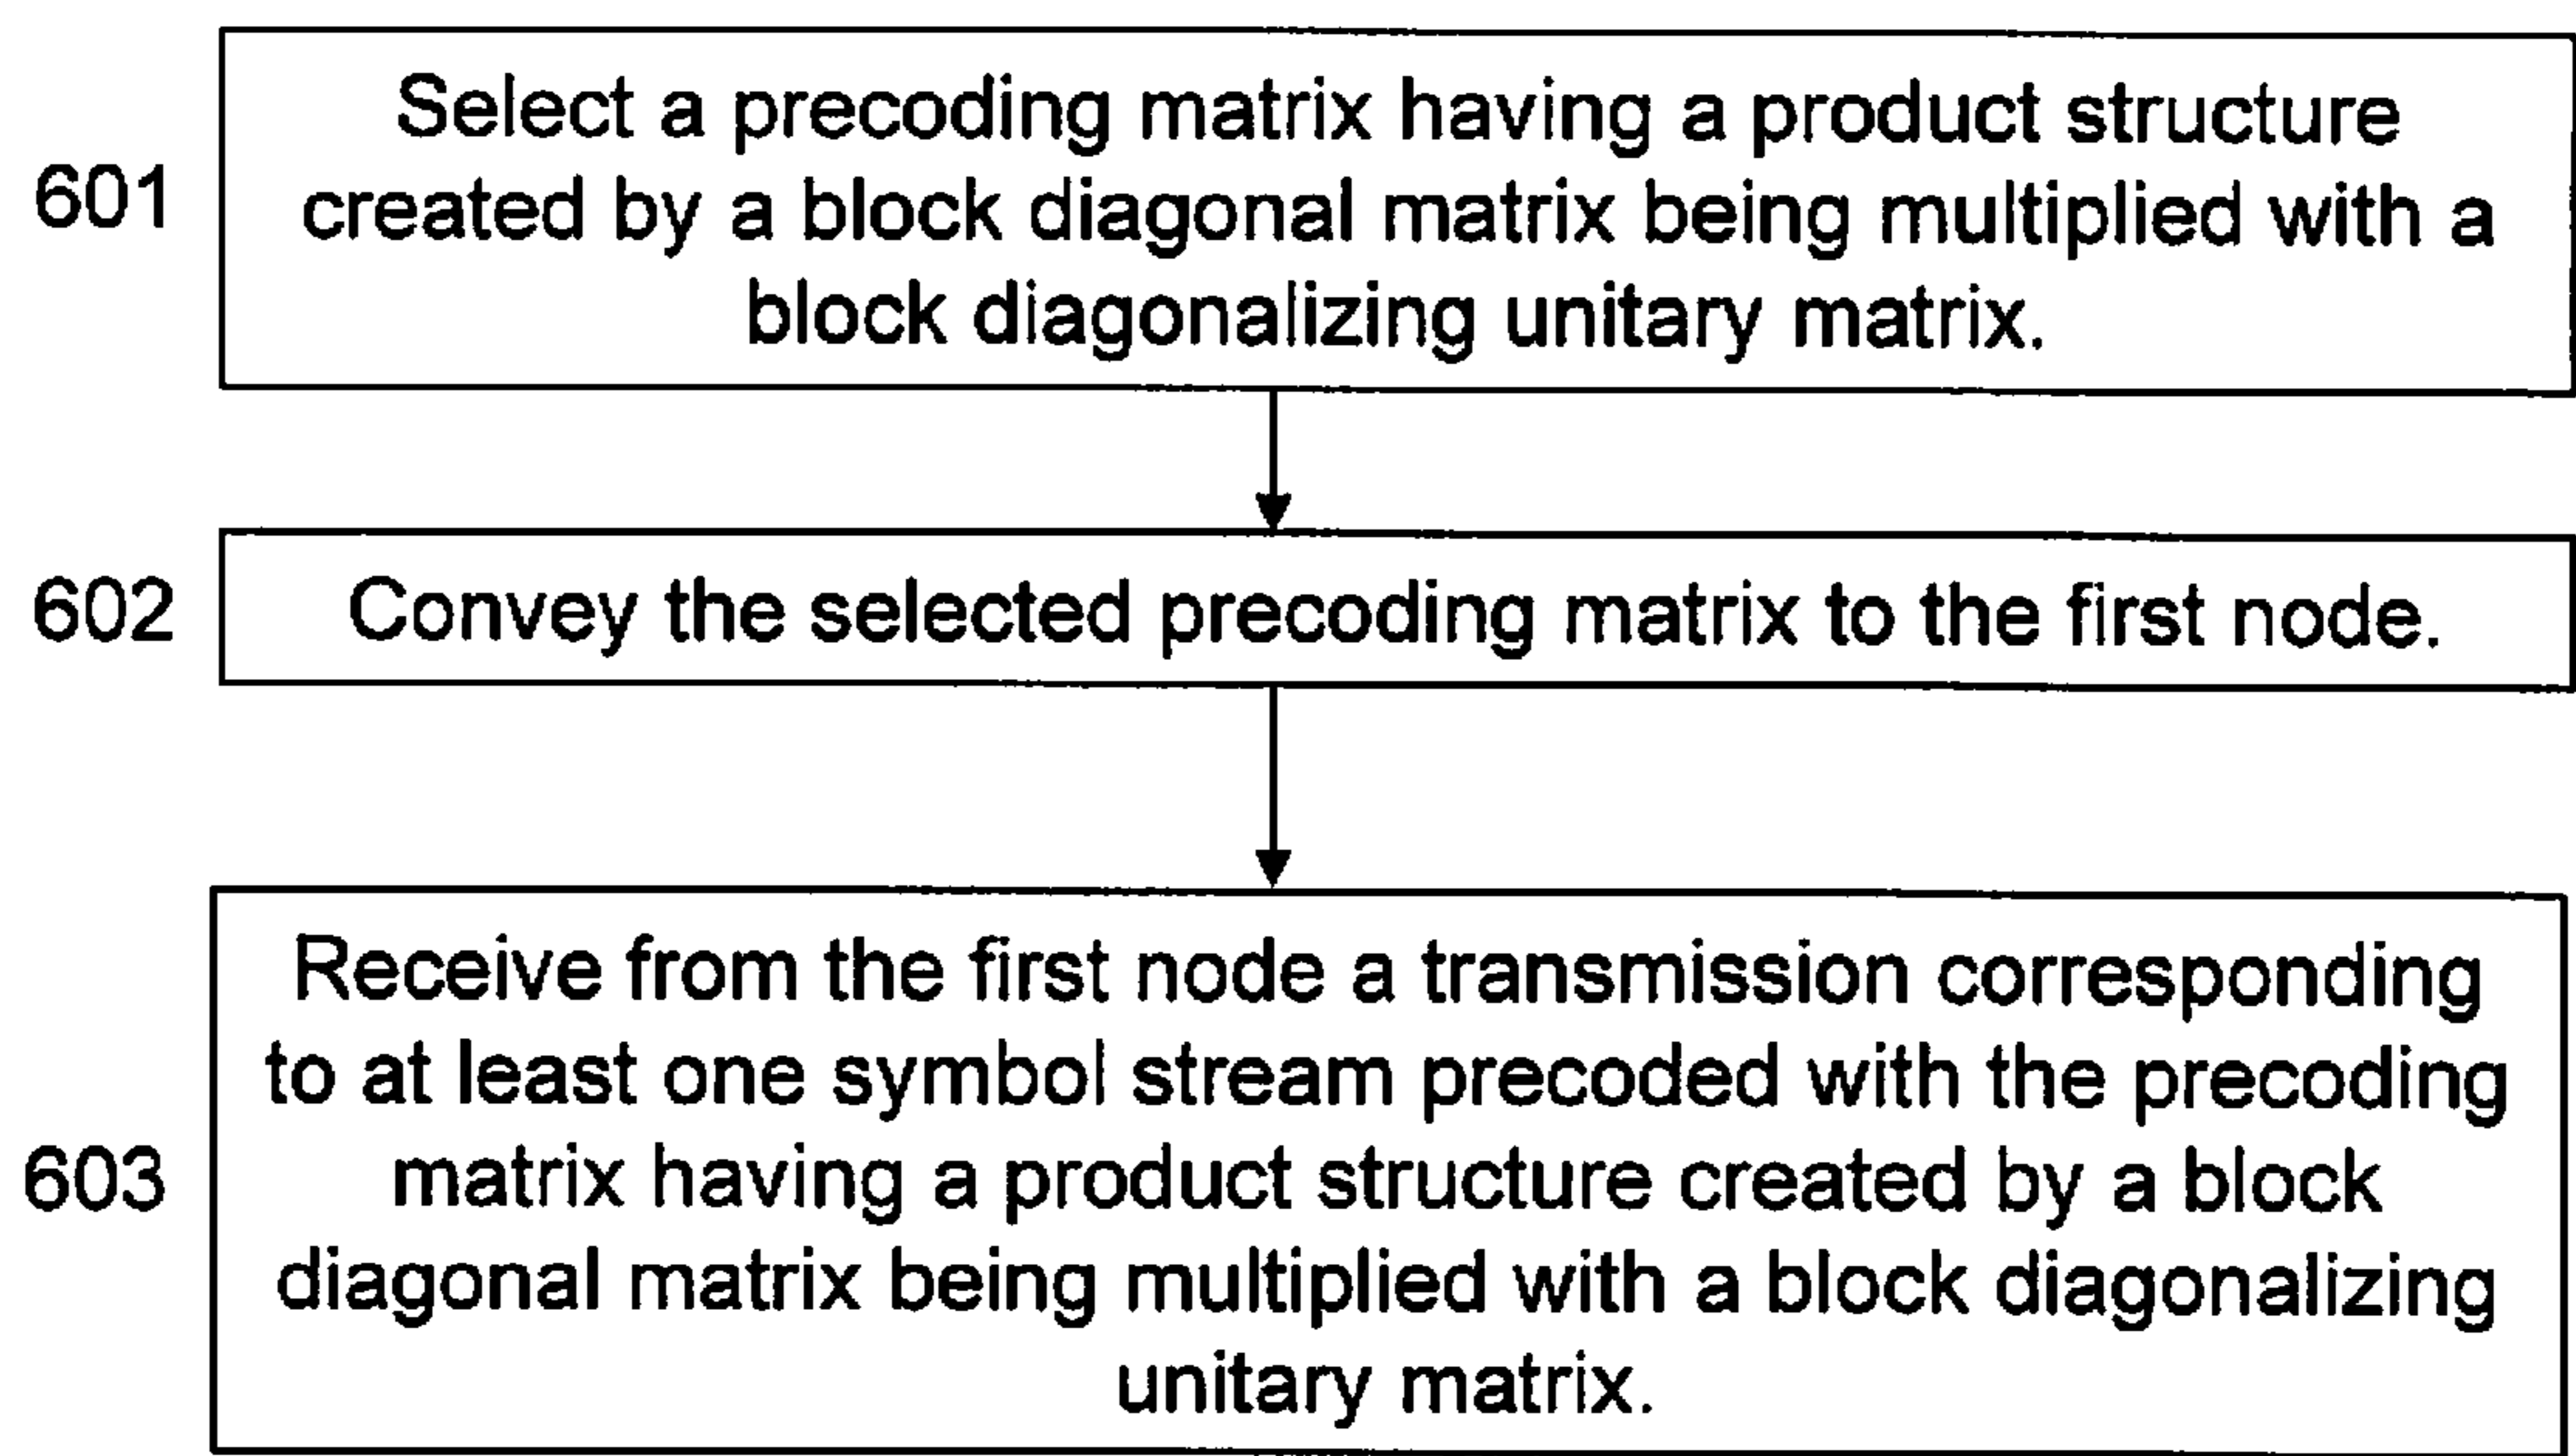 601
Select a precoding matrix having a product structure
created by a block diagonal matrix being multiplied with a
block diagonalizing unitary matrix.
602
Convey the selected precoding matrix to the first node.
603
Receive from the first node a transmission corresponding
to at least one symbol stream precoded with the precoding
matrix having a product structure created by a block
diagonal matrix being multiplied with a block diagonalizing
unitary matrix.